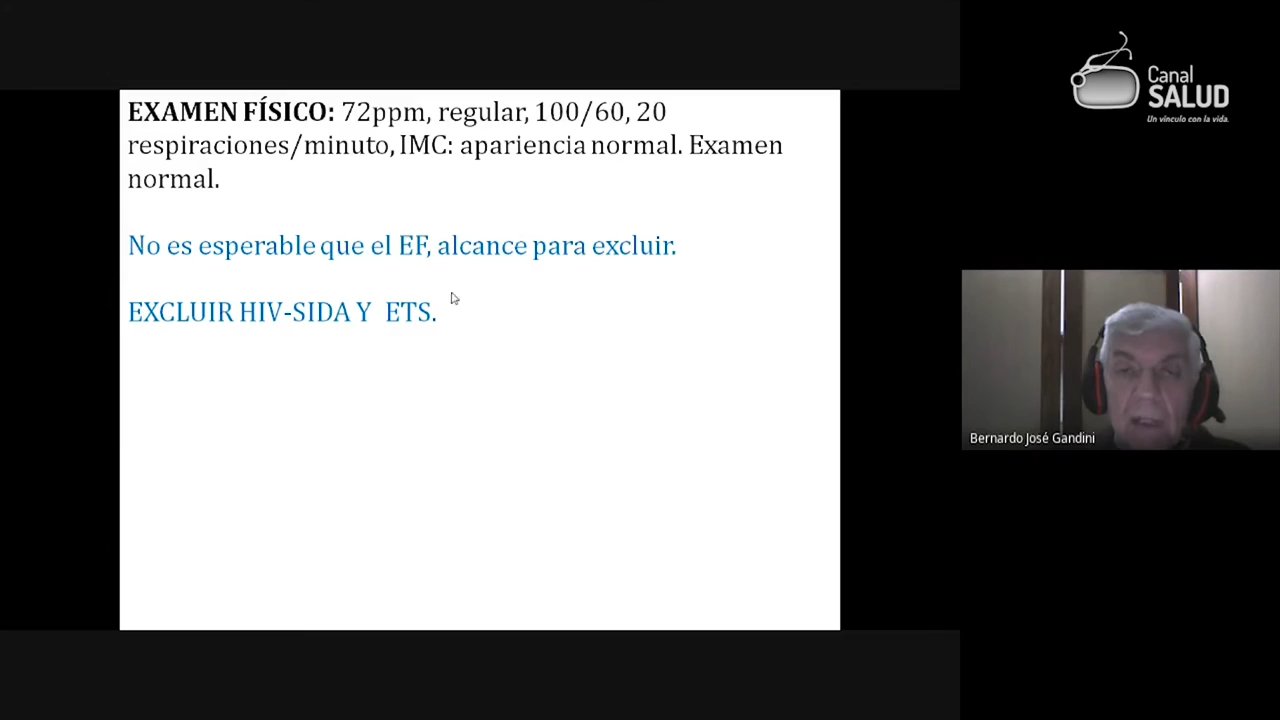 Canal
SALUD
Un vínculo con la vida.
EXAMEN FÍSICO: 72ppm, regular, 100/60, 20
respiraciones/minuto, IMC: apariencia normal. Examen
normal.
No es esperable que el EF, alcance para excluir.
EXCLUIR HIV-SIDA Y ETS.
Bernardo José Gandini